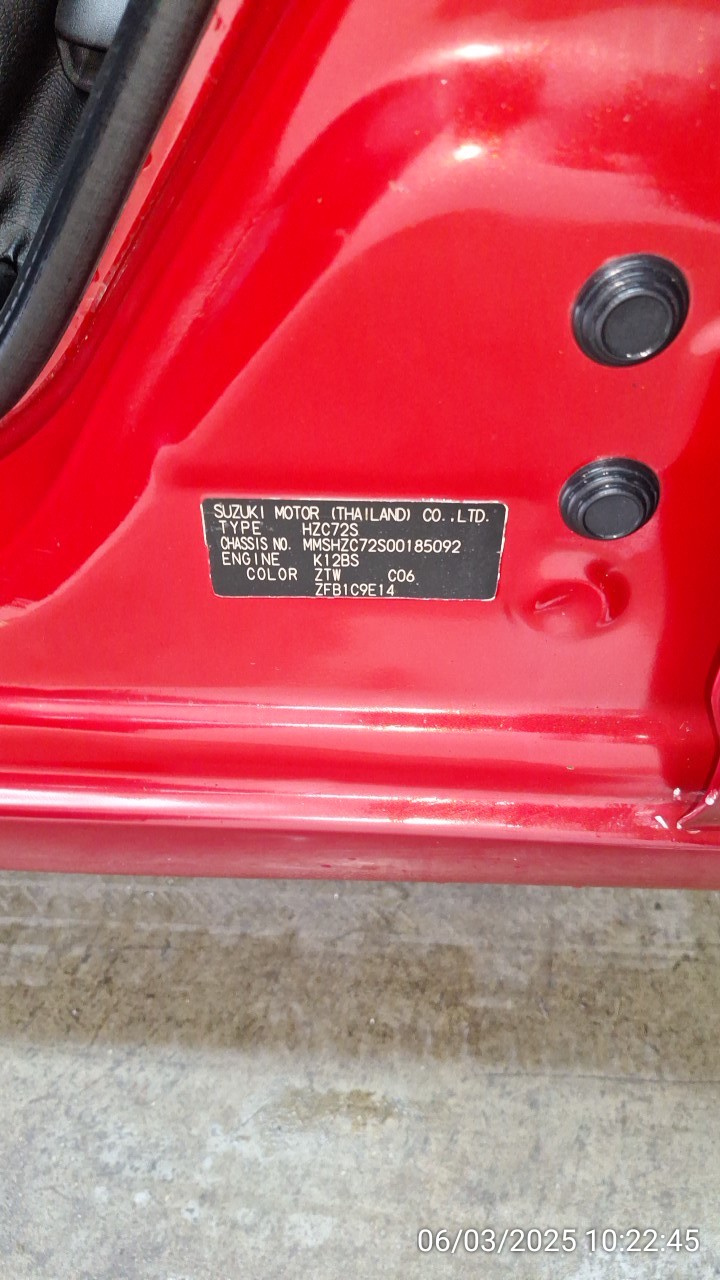 SUZUKI MOTOR (THAILAND) CO.,LTD.
TYPE HZC72S
CHASSIS NO. MMSHZC72S00185092
ENGINE K12BS
COLOR ZTW C06
ZFB1C9E14
06/03/2025 10:22:45